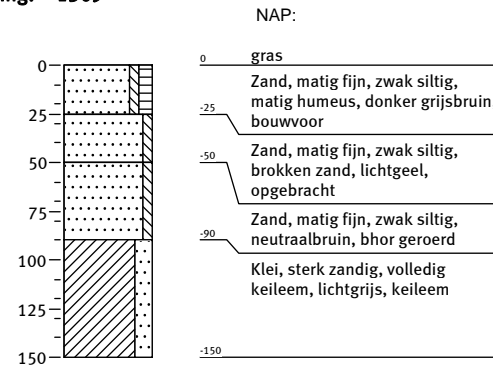 NAP:
0
25
50
75
100
125
150
0
gras
Zand, matig fijn, zwak siltig,
matig humeus, donker grijsbruin
bouwvoor
-25
Zand, matig fijn, zwak siltig,
brokken zand, lichtgeel,
opgebracht
-50
Zand, matig fijn, zwak siltig,
neutraalbruin, bhor geroerd
-90
Klei, sterk zandig, volledig
keileem, lichtgrijs, keileem
-150